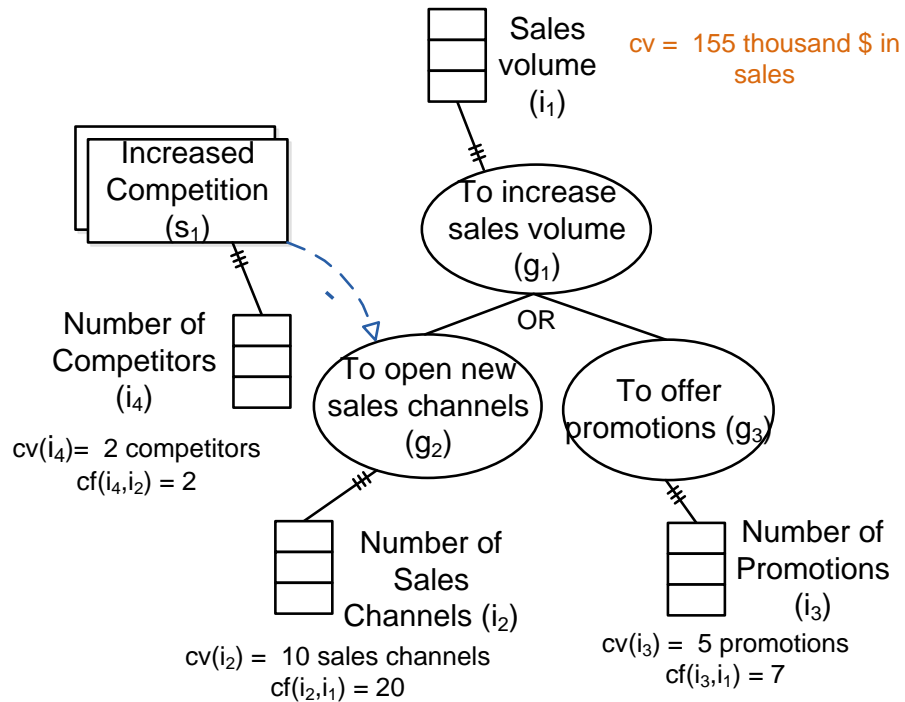 Sales
volume
(i₁)
cv = 155 thousand $ in
sales
Increased
Competition
(s₁)
To increase
sales volume
(g₁)
OR
Number of
Competitors
(i₄)
cv(i₄)= 2 competitors
cf(i₄,i₂) = 2
To open new
sales channels
(g₂)
To offer
promotions (g₃)
Number of
Sales
Channels (i₂)
cv(i₂) = 10 sales channels
cf(i₂,i₁) = 20
Number of
Promotions
(i₃)
cv(i₃) = 5 promotions
cf(i₃,i₁) = 7